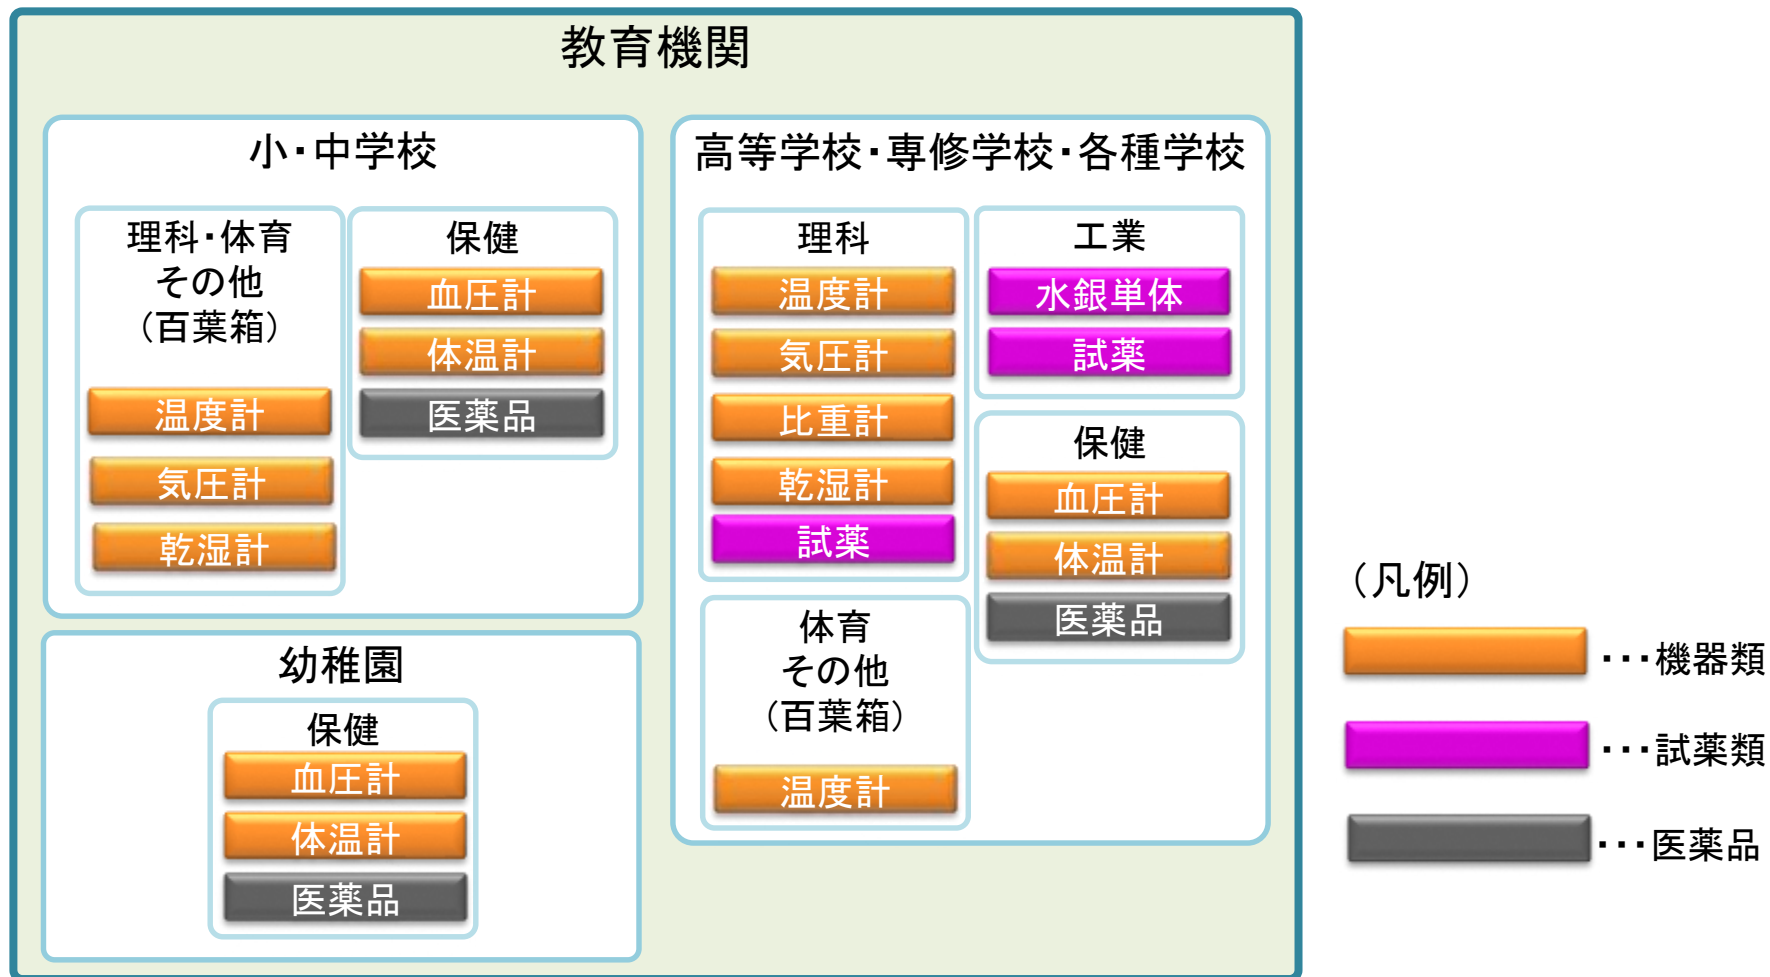 教育機関
小・中学校
理科・体育
その他
（百葉箱）
温度計
気圧計
乾湿計
保健
血圧計
体温計
医薬品
幼稚園
保健
血圧計
体温計
医薬品
高等学校・専修学校・各種学校
理科
温度計
気圧計
比重計
乾湿計
試薬
体育
その他
（百葉箱）
温度計
工業
水銀単体
試薬
保健
血圧計
体温計
医薬品
（凡例）
・・・機器類
・・・試薬類
・・・医薬品